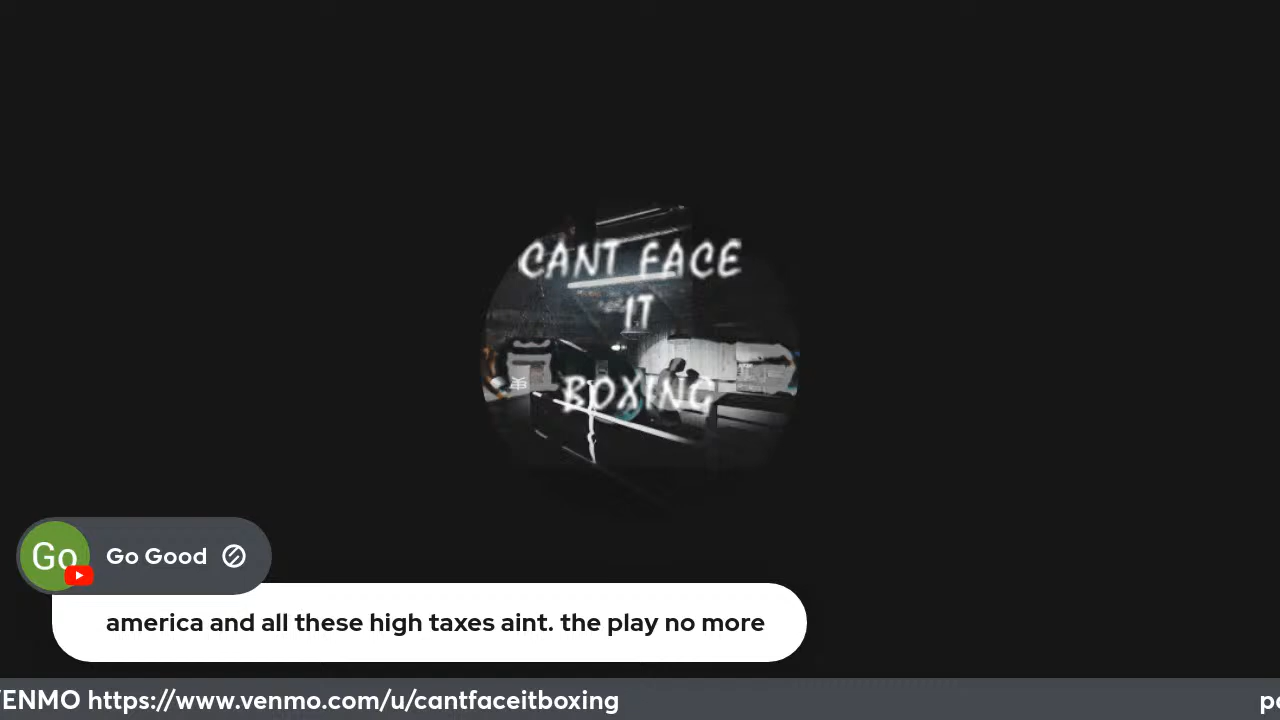 CANT FACE
IT
BOXING
Go
Go Good
america and all these high taxes aint. the play no more
VENMO https://www.venmo.com/u/cantfaceitboxing